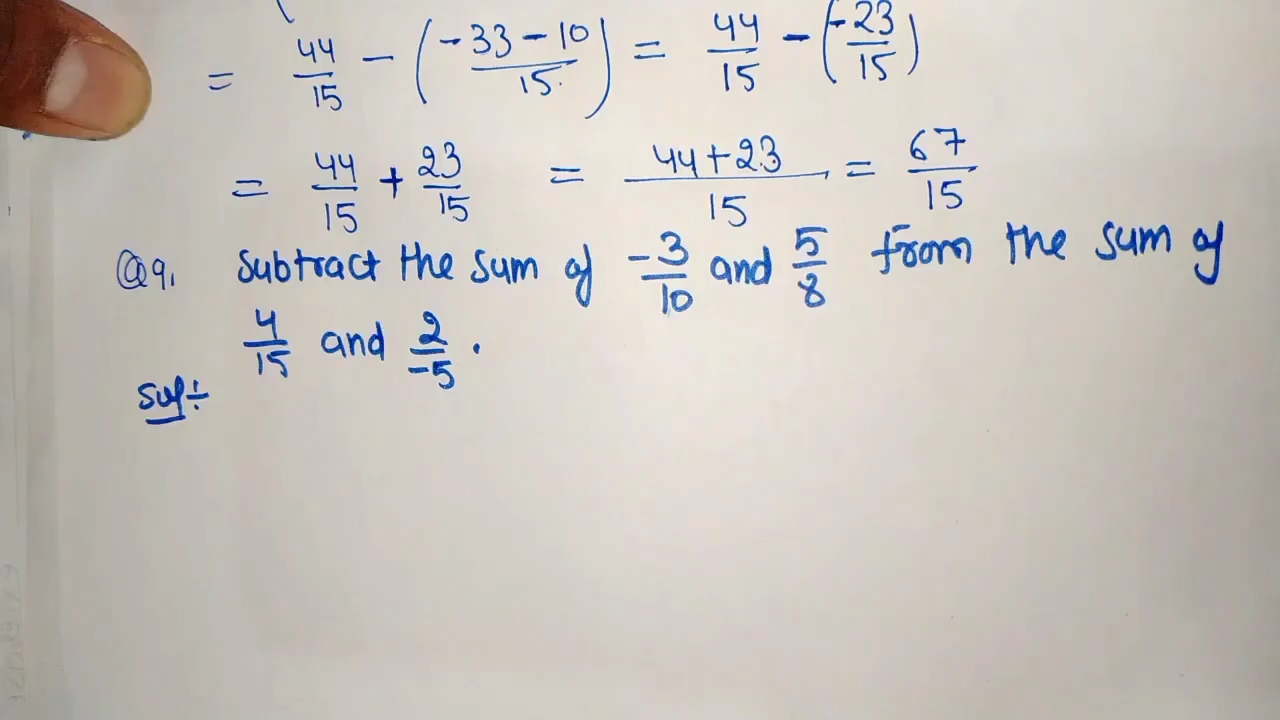 = 44/15 - (-33-10/15) = 44/15 - (-23/15)
= 44/15 + 23/15 = 44+23/15 = 67/15
Q9. Subtract the sum of -3/10 and 5/8 from the sum of
4/15 and 2/-5.
Sol:-